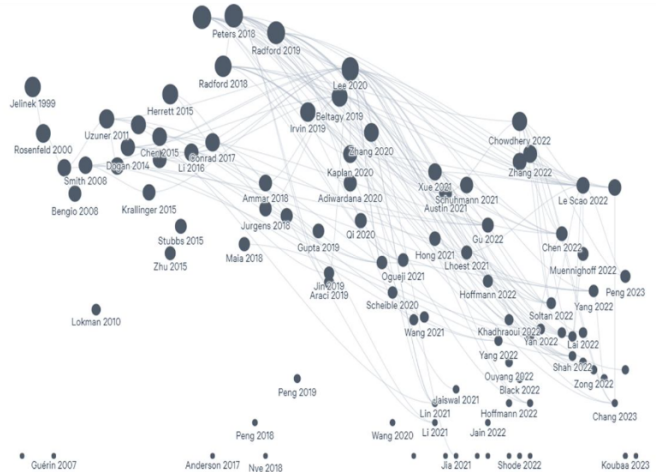 Peters 2018
Radford 2019
Radford 2018
Lee 2020
Jelinek 1999
Herrett 2015
Beltagy 2019
Irvin 2019
Uzuner 2011
Rosenfeld 2000
Chen 2015
Conrad 2017
Zhang 2020
Chowdhery 2022
Dogan 2014
Li 2016
Smith 2008
Kaplan 2020
Zhang 2022
Xue 2021
Schuhmann 2021
Le Scao 2022
Bengio 2008
Krallinger 2015
Ammar 2018
Adiwardana 2020
Austin 2021
Jurgens 2018
Stubbs 2015
Gupta 2019
Qi 2020
Gu 2022
Hong 2021
Chen 2022
Zhu 2015
Maia 2018
Lhoest 2021
Muennighoff 2022
Ogueji 2021
Jin 2019
Araci 2019
Hoffmann 2022
Peng 2023
Scheible 2020
Yang 2022
Lokman 2010
Soltan 2022
Wang 2021
Khadhraoui 2022
Yan 2022
Lai 2022
Yang 2022
Shah 2022
Ouyang 2022
Zong 2022
Peng 2019
Black 2022
Jaiswal 2021
Lin 2021
Hoffmann 2022
Chang 2023
Peng 2018
Wang 2020
Li 2021
Jain 2022
Guérin 2007
Anderson 2017
Nye 2018
Jia 2021
Shode 2022
Koubaa 2023